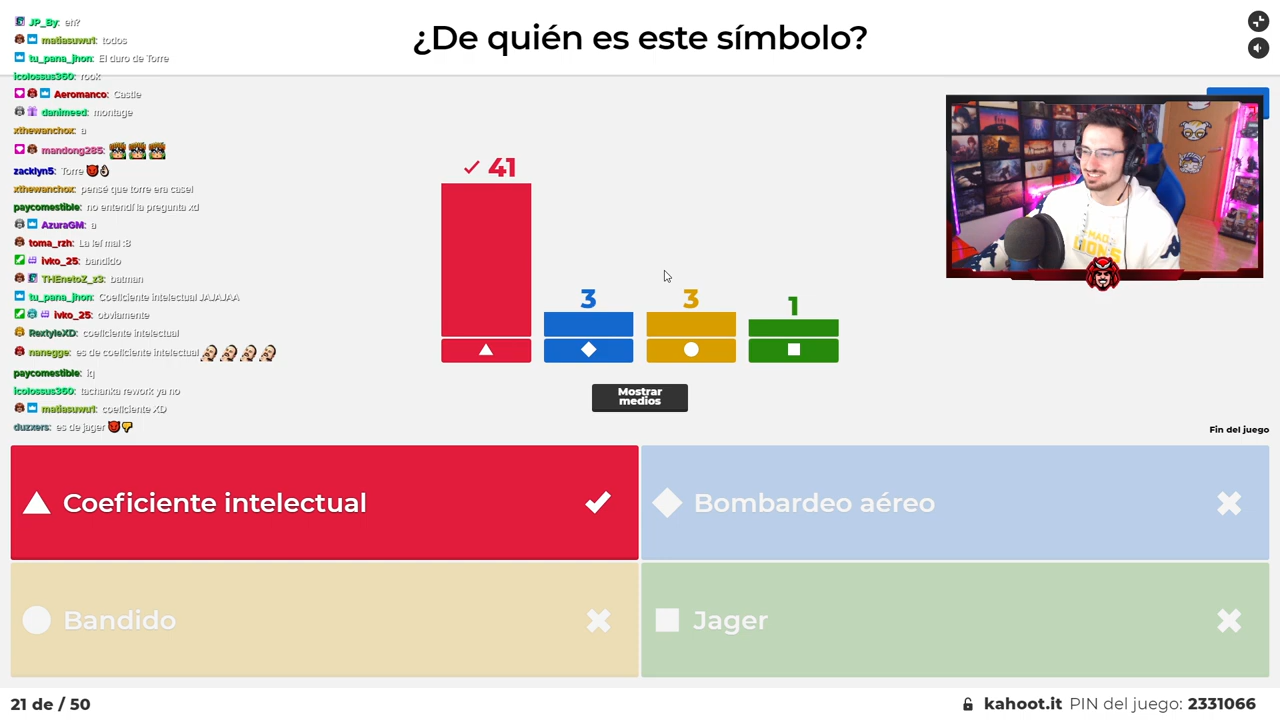 ¿De quién es este símbolo?
JP_By: eh?
matiasuwu1: todos
tu_pana_jhon: El duro de Torre
icolossus360: rook
Aeromanco: Castle
danimeed: montage
xthewanchox: a
mandong285:
zacklyn5: Torre
xthewanchox: pensé que torre era casel
paycomestible: no entendí la pregunta xd
AzuraGM: a
toma_rzh: La leí mal :8
ivko_25: bandido
THEnetoZ_z3: batman
tu_pana_jhon: Coeficiente intelectual JAJAJAA
ivko_25: obviamente
RextyleXD: coeficiente intelectual
nanegge: es de coeficiente intelectual
paycomestible: iq
icolossus360: tachanka rework ya no
matiasuwu1: coeficiente XD
duzxers: es de jager
41
3
3
1
Mostrar
medios
MAD
LIONS
Fin del juego
Coeficiente intelectual
Bombardeo aéreo
Bandido
Jager
21 de / 50
kahoot.it PIN del juego: 2331066